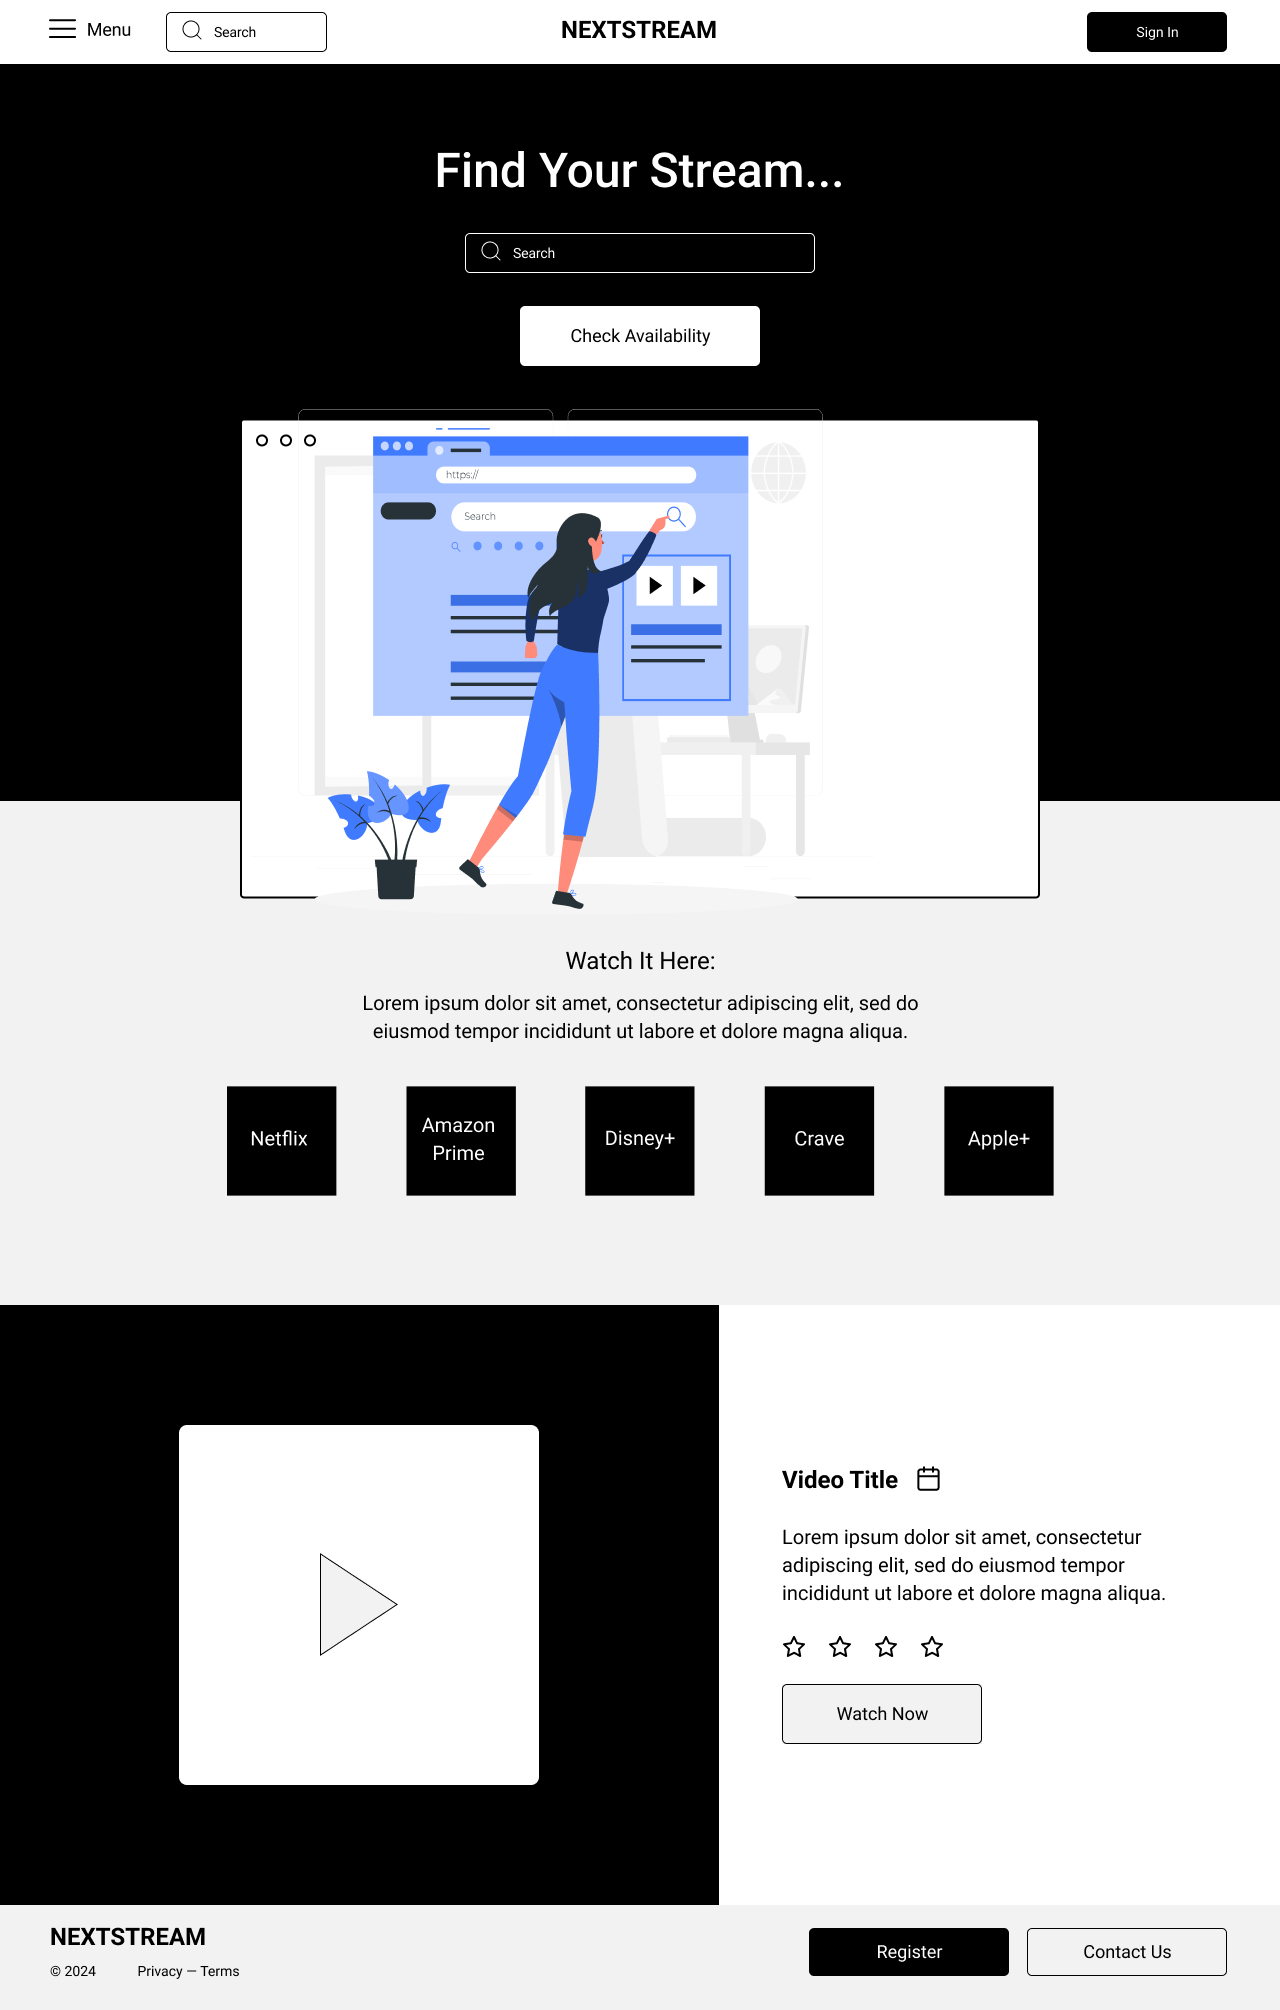 Menu
Search
NEXTSTREAM
Sign In
Find Your Stream...
Search
Check Availability
https://
Search
Watch It Here:
Lorem ipsum dolor sit amet, consectetur adipiscing elit, sed do
eiusmod tempor incididunt ut labore et dolore magna aliqua.
Netflix
Amazon
Prime
Disney+
Crave
Apple+
Video Title
Lorem ipsum dolor sit amet, consectetur
adipiscing elit, sed do eiusmod tempor
incididunt ut labore et dolore magna aliqua.
Watch Now
NEXTSTREAM
© 2024
Privacy — Terms
Register
Contact Us